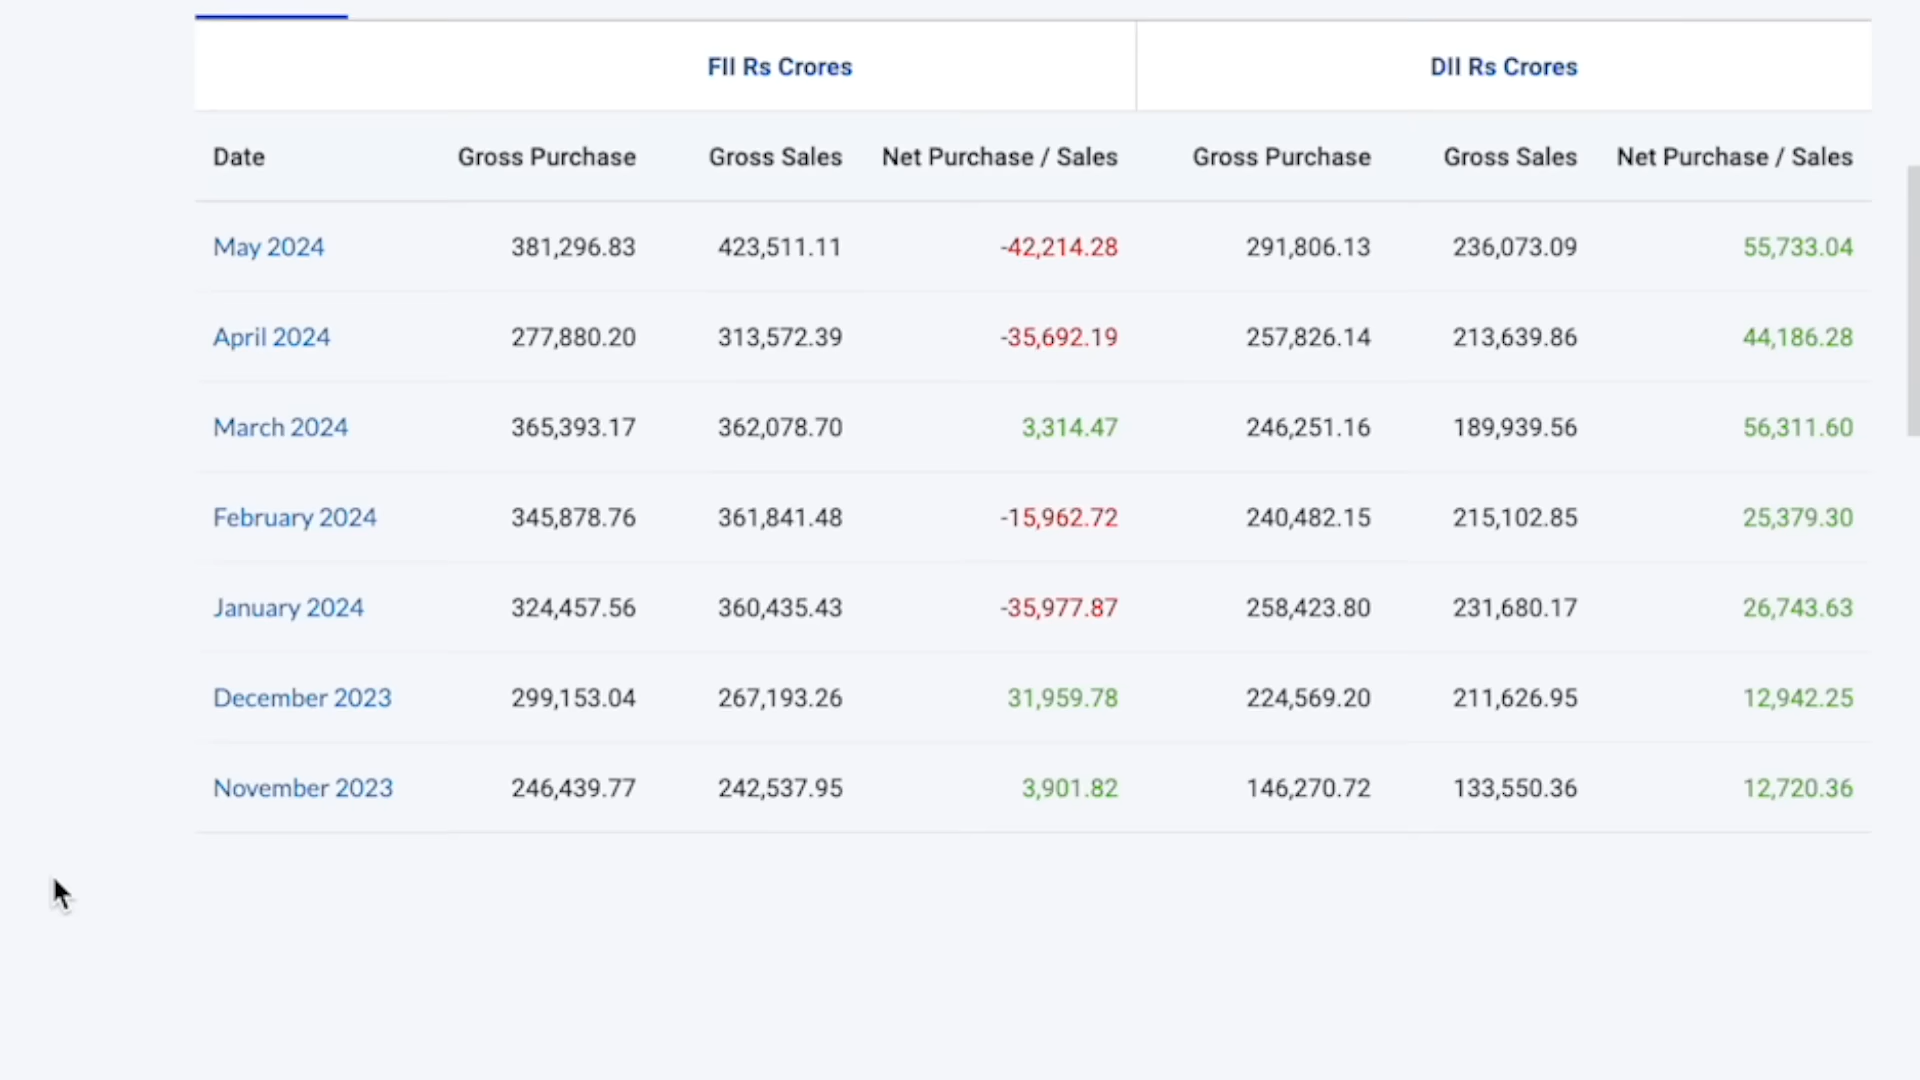 FII Rs Crores DII Rs Crores
Date Gross Purchase Gross Sales Net Purchase / Sales Gross Purchase Gross Sales Net Purchase / Sales
May 2024 381,296.83 423,511.11 -42,214.28 291,806.13 236,073.09 55,733.04
April 2024 277,880.20 313,572.39 -35,692.19 257,826.14 213,639.86 44,186.28
March 2024 365,393.17 362,078.70 3,314.47 246,251.16 189,939.56 56,311.60
February 2024 345,878.76 361,841.48 -15,962.72 240,482.15 215,102.85 25,379.30
January 2024 324,457.56 360,435.43 -35,977.87 258,423.80 231,680.17 26,743.63
December 2023 299,153.04 267,193.26 31,959.78 224,569.20 211,626.95 12,942.25
November 2023 246,439.77 242,537.95 3,901.82 146,270.72 133,550.36 12,720.36